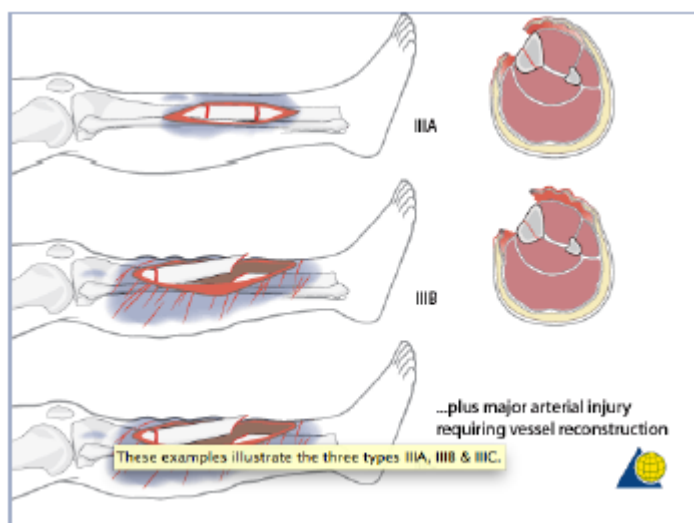 IIIA
IIIB
...plus major arterial injury
requiring vessel reconstruction
These examples illustrate the three types IIIA, IIIB & IIIC.